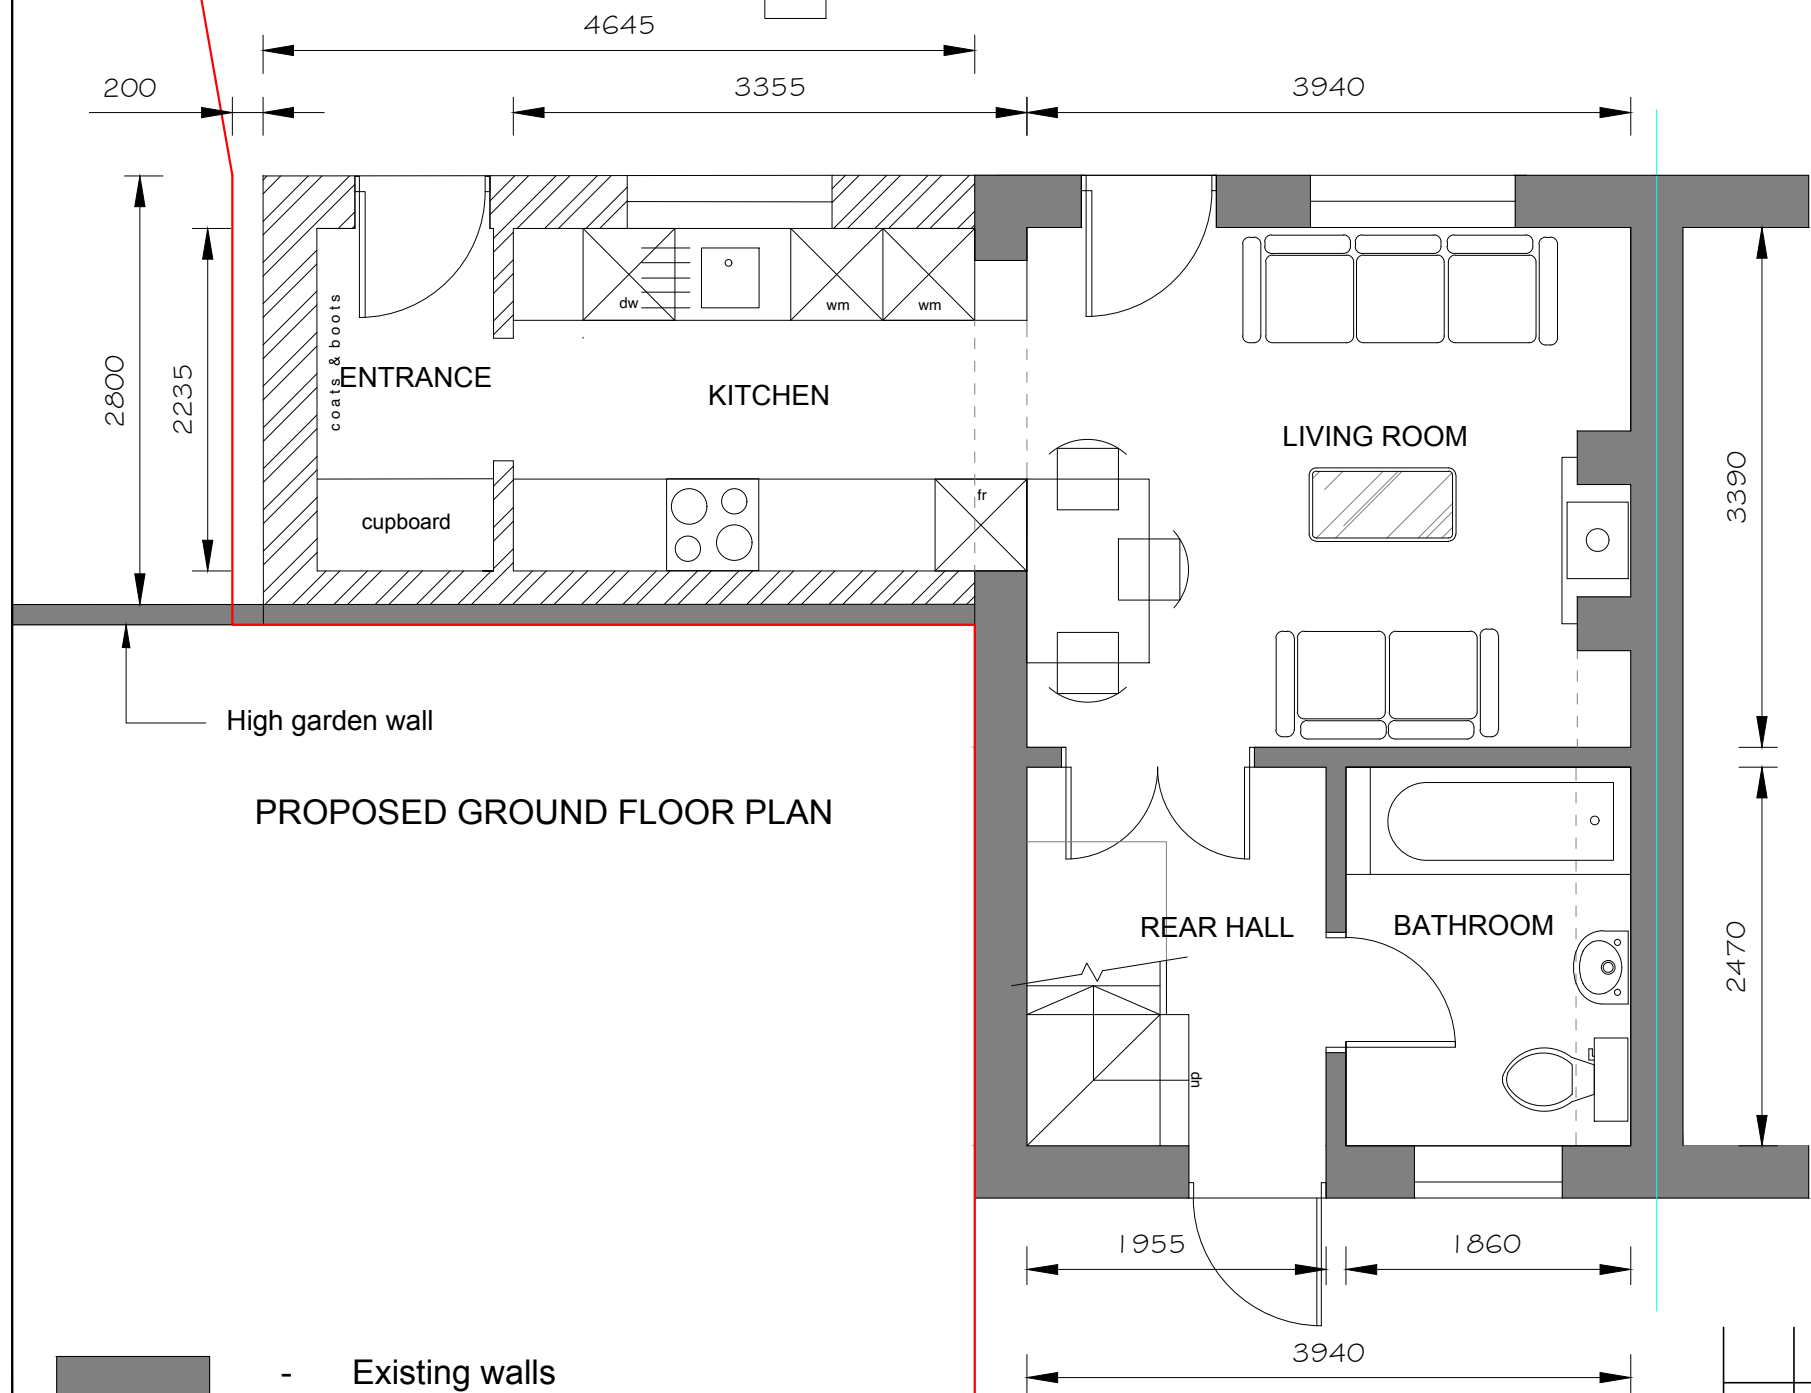 4645
200
3355
3940
coats & boots
dw
wm
wm
ENTRANCE
KITCHEN
LIVING ROOM
2800
2235
3390
fr
cupboard
High garden wall
PROPOSED GROUND FLOOR PLAN
REAR HALL
BATHROOM
2470
up
1955
1860
3940
- Existing walls